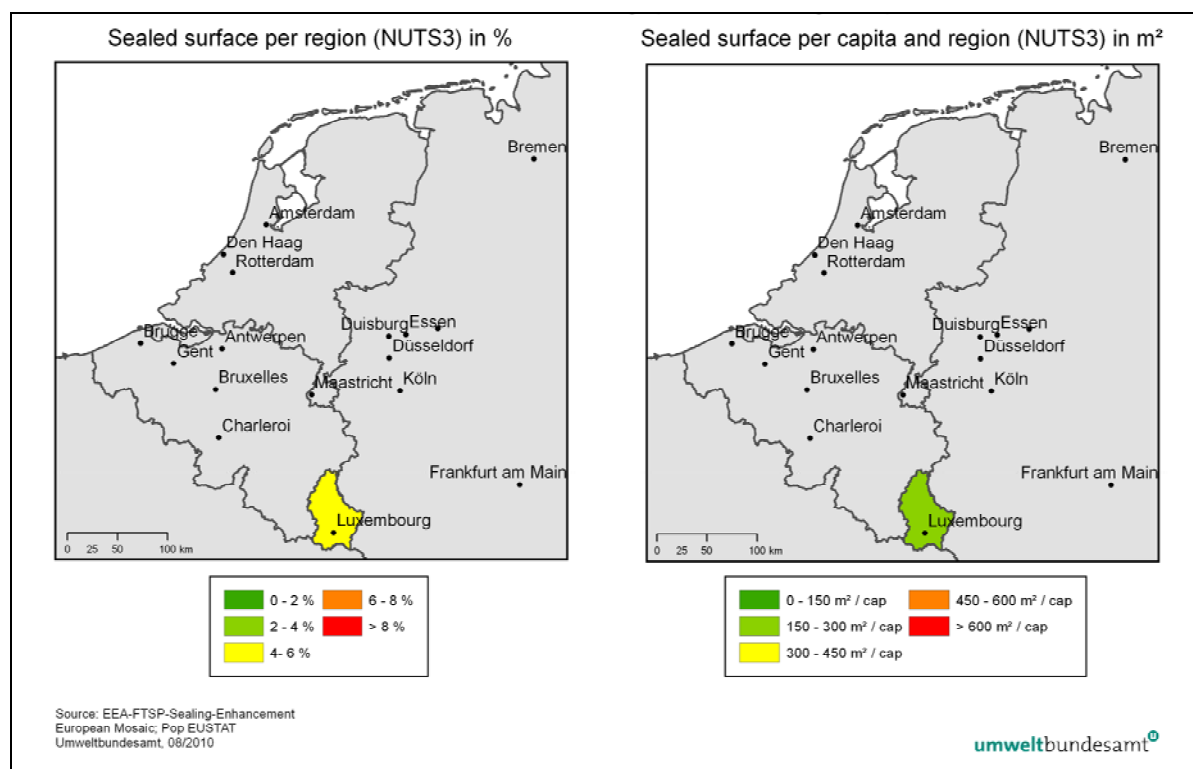 Sealed surface per region (NUTS3) in %
Bremen
Amsterdam
Den Haag
Rotterdam
Brugge
Gent
Antwerpen
Duisburg
Essen
Düsseldorf
Bruxelles
Maastricht
Köln
Charleroi
Frankfurt am Main
Luxembourg
0 25 50 100 km
0 - 2 %
2 - 4 %
4- 6 %
6 - 8 %
> 8 %
Sealed surface per capita and region (NUTS3) in m²
Bremen
Amsterdam
Den Haag
Rotterdam
Brugge
Gent
Antwerpen
Duisburg
Essen
Düsseldorf
Bruxelles
Maastricht
Köln
Charleroi
Frankfurt am Main
Luxembourg
0 25 50 100 km
0 - 150 m² / cap
150 - 300 m² / cap
300 - 450 m² / cap
450 - 600 m² / cap
> 600 m² / cap
Source: EEA-FTSP-Sealing-Enhancement
European Mosaic; Pop EUSTAT
Umweltbundesamt, 08/2010
umweltbundesamt
u